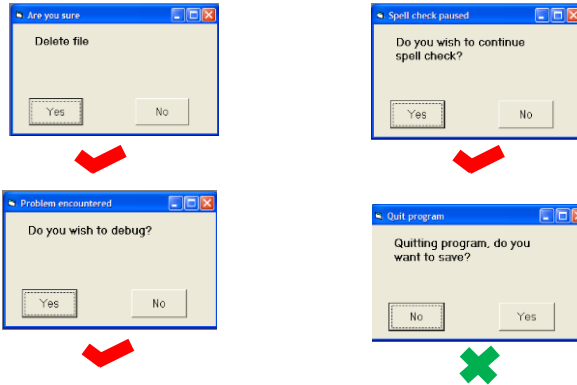 Are you sure
Delete file
Yes No
Spell check paused
Do you wish to continue
spell check?
Yes No
Problem encountered
Do you wish to debug?
Yes No
Quit program
Quitting program, do you
want to save?
No Yes